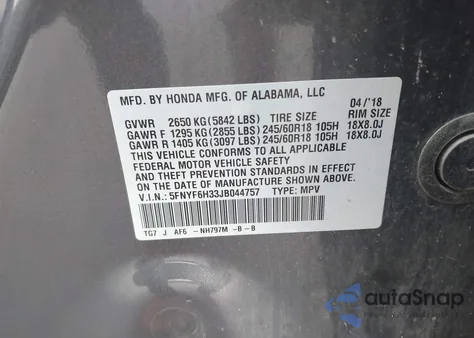 MFD. BY HONDA MFG. OF ALABAMA, LLC
04/'18
GVWR 2650 KG(5842 LBS) TIRE SIZE RIM SIZE
GAWR F 1295 KG(2855 LBS) 245/60R18 105H 18X8.0J
GAWR R 1405 KG(3097 LBS) 245/60R18 105H 18X8.0J
THIS VEHICLE CONFORMS TO ALL APPLICABLE
FEDERAL MOTOR VEHICLE SAFETY
AND THEFT PREVENTION STANDARDS IN EFFECT
ON THE DATE OF MANUFACTURE SHOWN ABOVE.
V.I.N.: 5FNYF6H33JB044757 TYPE: MPV
TG7 J AF6 -NH797M -B-B
autoSnap